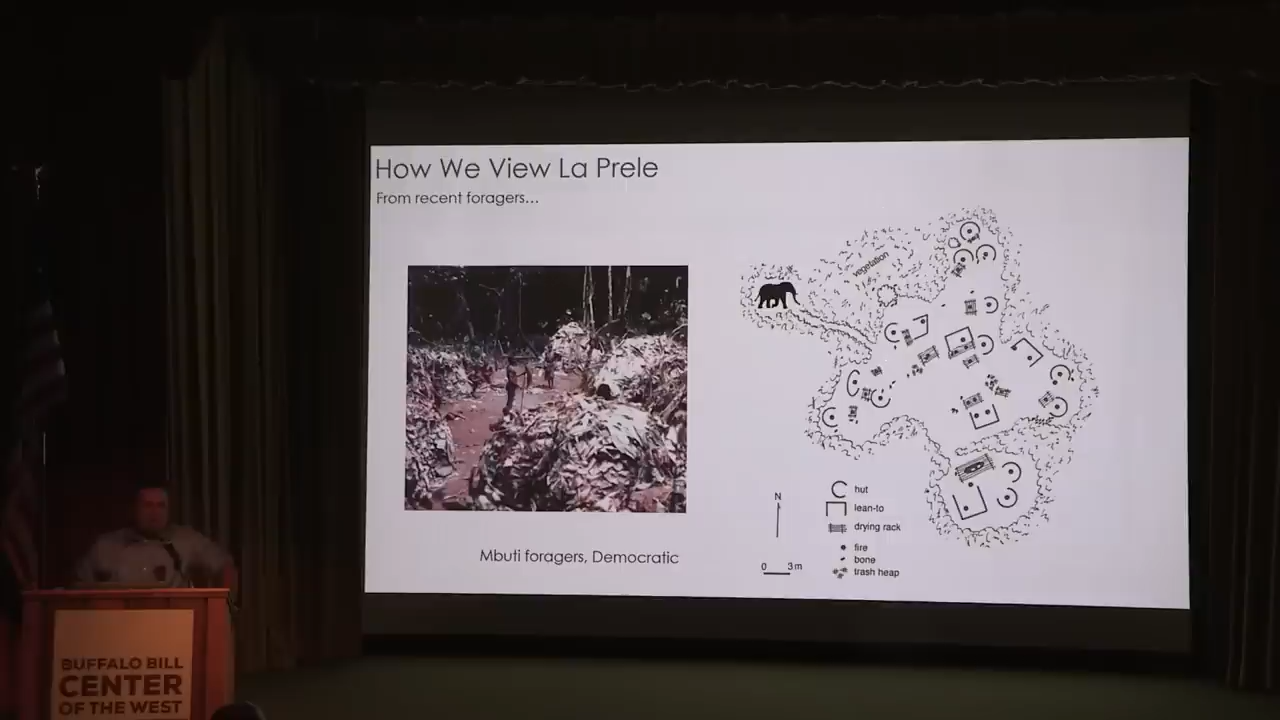 How We View La Prele
From recent foragers...
vegetation
N
0 3 m
hut
lean-to
drying rack
fire
bone
trash heap
Mbuti foragers, Democratic
BUFFALO BILL
CENTER
OF THE WEST